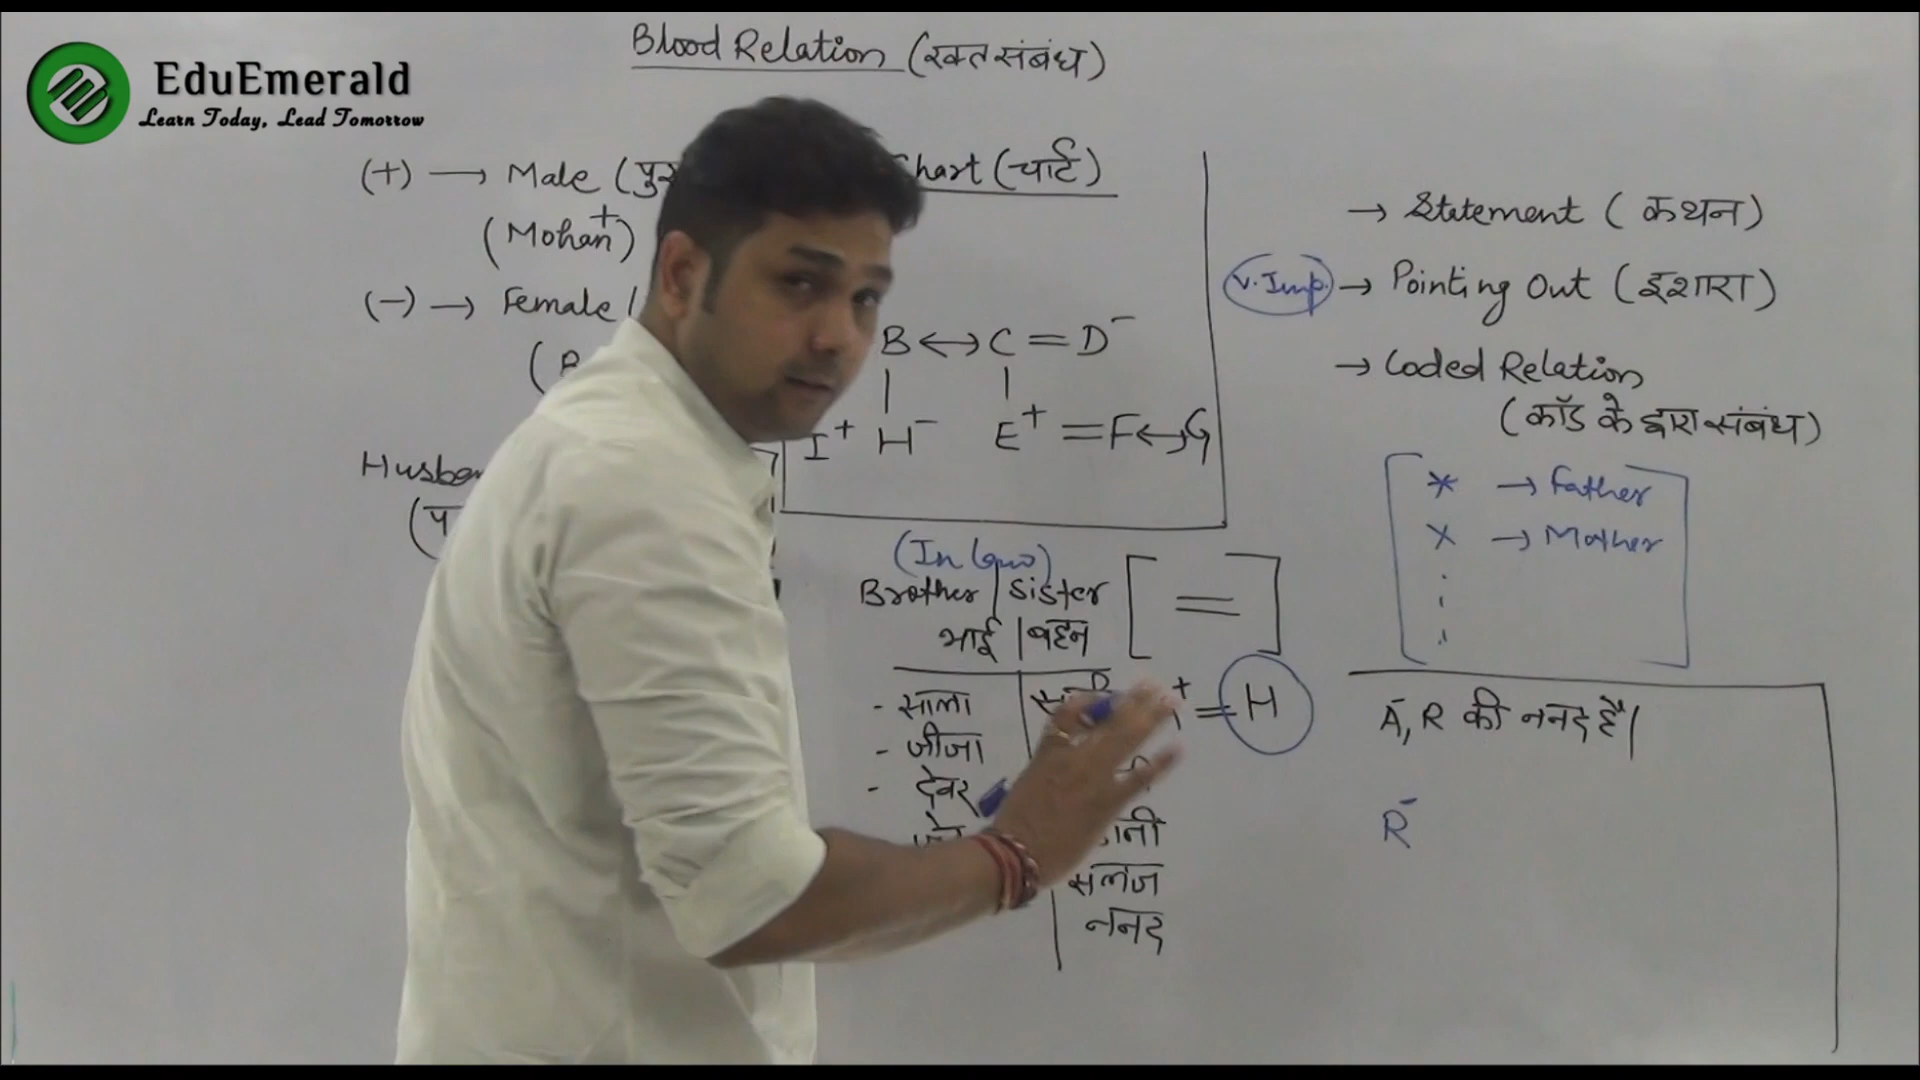 EduEmerald
Learn Today, Lead Tomorrow
Blood Relation (रक्त संबंध)
(+) → Male
(Mohan+)
(−) → Female
Chart (चार्ट)
B ↔ C = D−
I+ H− E+ = F ↔ G
(In law)
Brother | Sister [ = ]
भाई | बहन
- साला
- जीजा
- देवर
सलज
ननद
+ = H
→ Statement (कथन)
V. Imp. → Pointing Out (इशारा)
→ Coded Relation
(कॉड के द्वारा संबंध)
* → Father
× → Mother
A−, R की ननद है।
R−